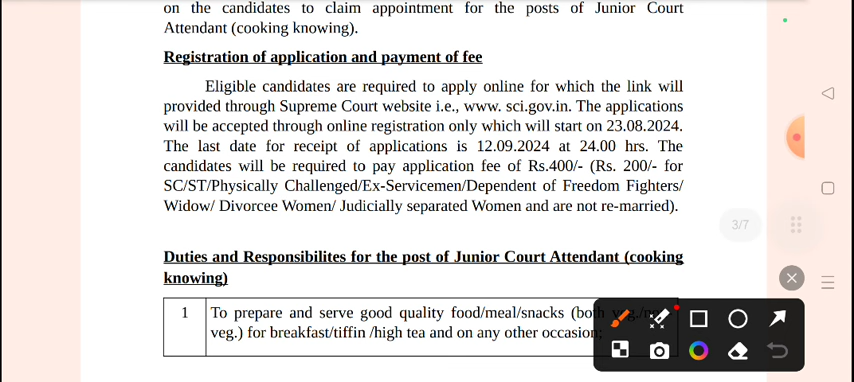 on the candidates to claim appointment for the posts of Junior Court
Attendant (cooking knowing).
Registration of application and payment of fee
Eligible candidates are required to apply online for which the link will
provided through Supreme Court website i.e., www. sci.gov.in. The applications
will be accepted through online registration only which will start on 23.08.2024.
The last date for receipt of applications is 12.09.2024 at 24.00 hrs. The
candidates will be required to pay application fee of Rs.400/- (Rs. 200/- for
SC/ST/Physically Challenged/Ex-Servicemen/Dependent of Freedom Fighters/
Widow/ Divorcee Women/ Judicially separated Women and are not re-married).
3/7
Duties and Responsibilites for the post of Junior Court Attendant (cooking
knowing)
1 To prepare and serve good quality food/meal/snacks (both
veg.) for breakfast/tiffin /high tea and on any other occasion;